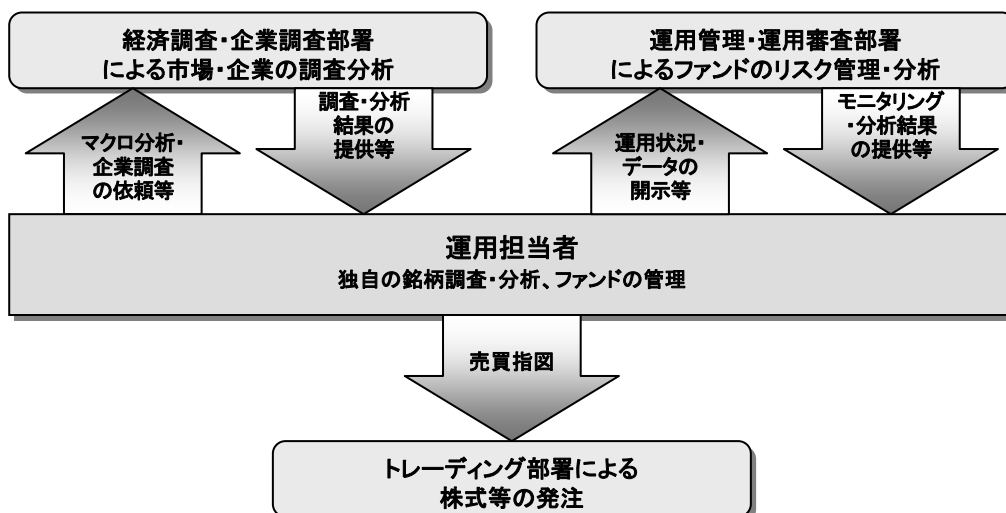 経済調査・企業調査部署
による市場・企業の調査分析
運用管理・運用審査部署
によるファンドのリスク管理・分析
マクロ分析・
企業調査
の依頼等
調査・分析
結果の
提供等
運用状況・
データの
開示等
モニタリング
・分析結果
の提供等
運用担当者
独自の銘柄調査・分析、ファンドの管理
売買指図
トレーディング部署による
株式等の発注